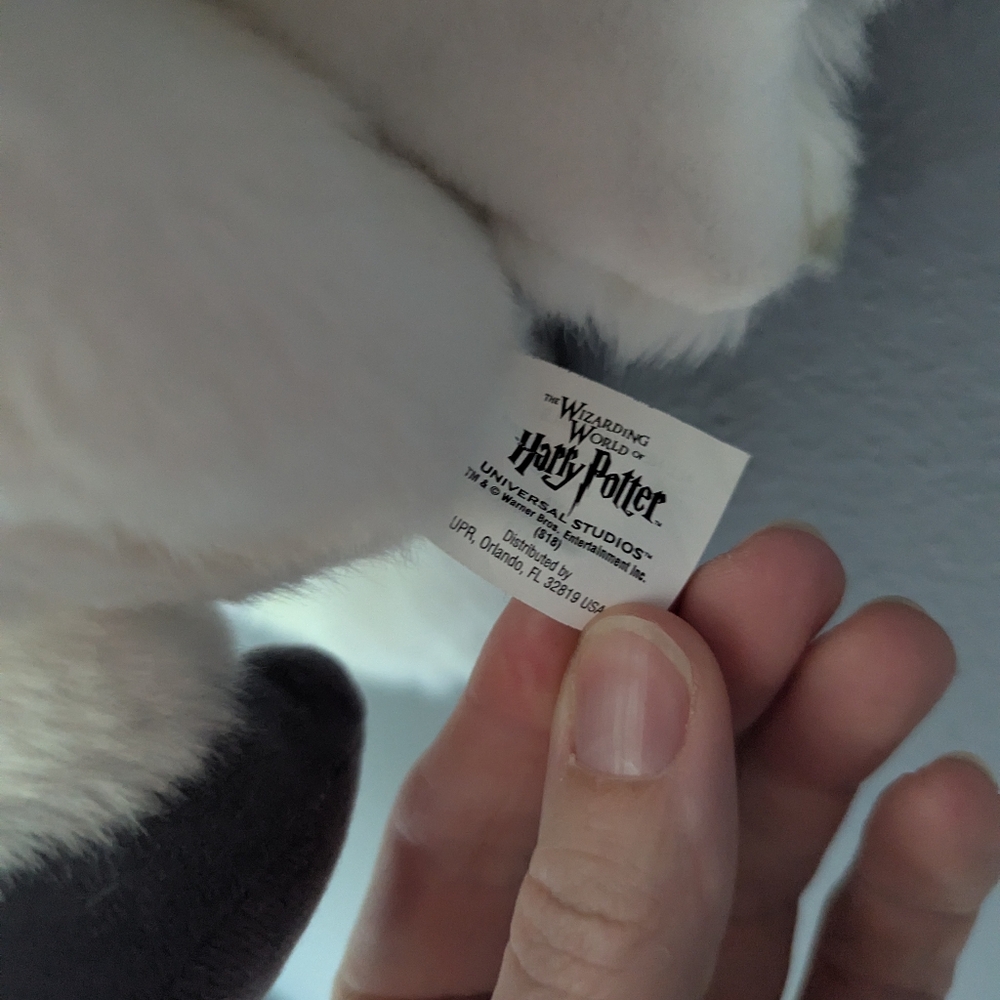 THE WIZARDING
WORLD OF
Harry Potter™
UNIVERSAL STUDIOS™
TM & © Warner Bros. Entertainment Inc.
(S18)
Distributed by
UPR, Orlando, FL 32819 USA